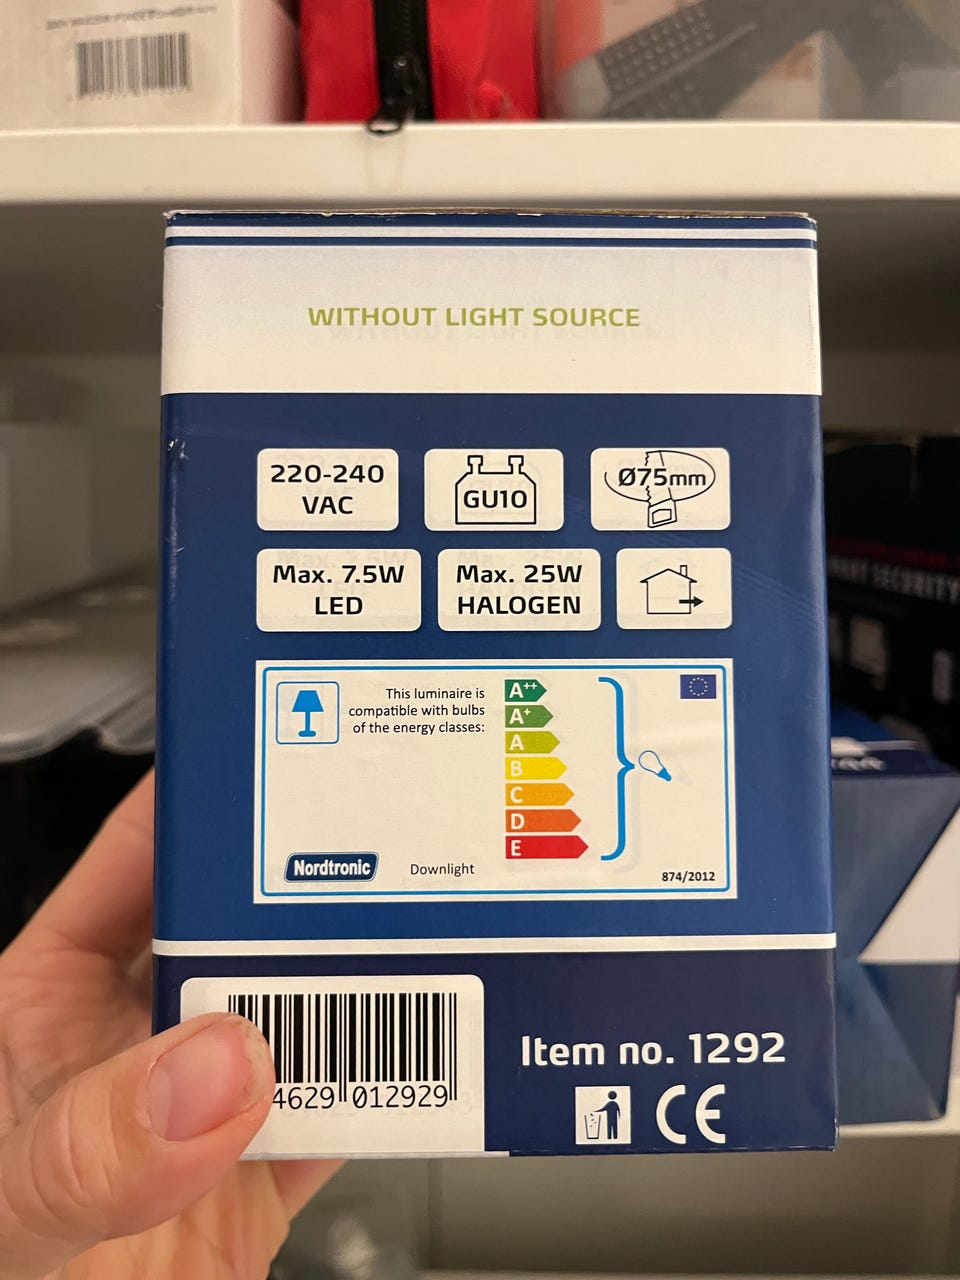 WITHOUT LIGHT SOURCE
220-240
VAC
GU10
Ø75mm
Max. 7.5W
LED
Max. 25W
HALOGEN
This luminaire is
compatible with bulbs
of the energy classes:
A++
A+
A
B
C
D
E
Nordtronic
Downlight
874/2012
4629 012929
Item no. 1292
CE
SECURITY